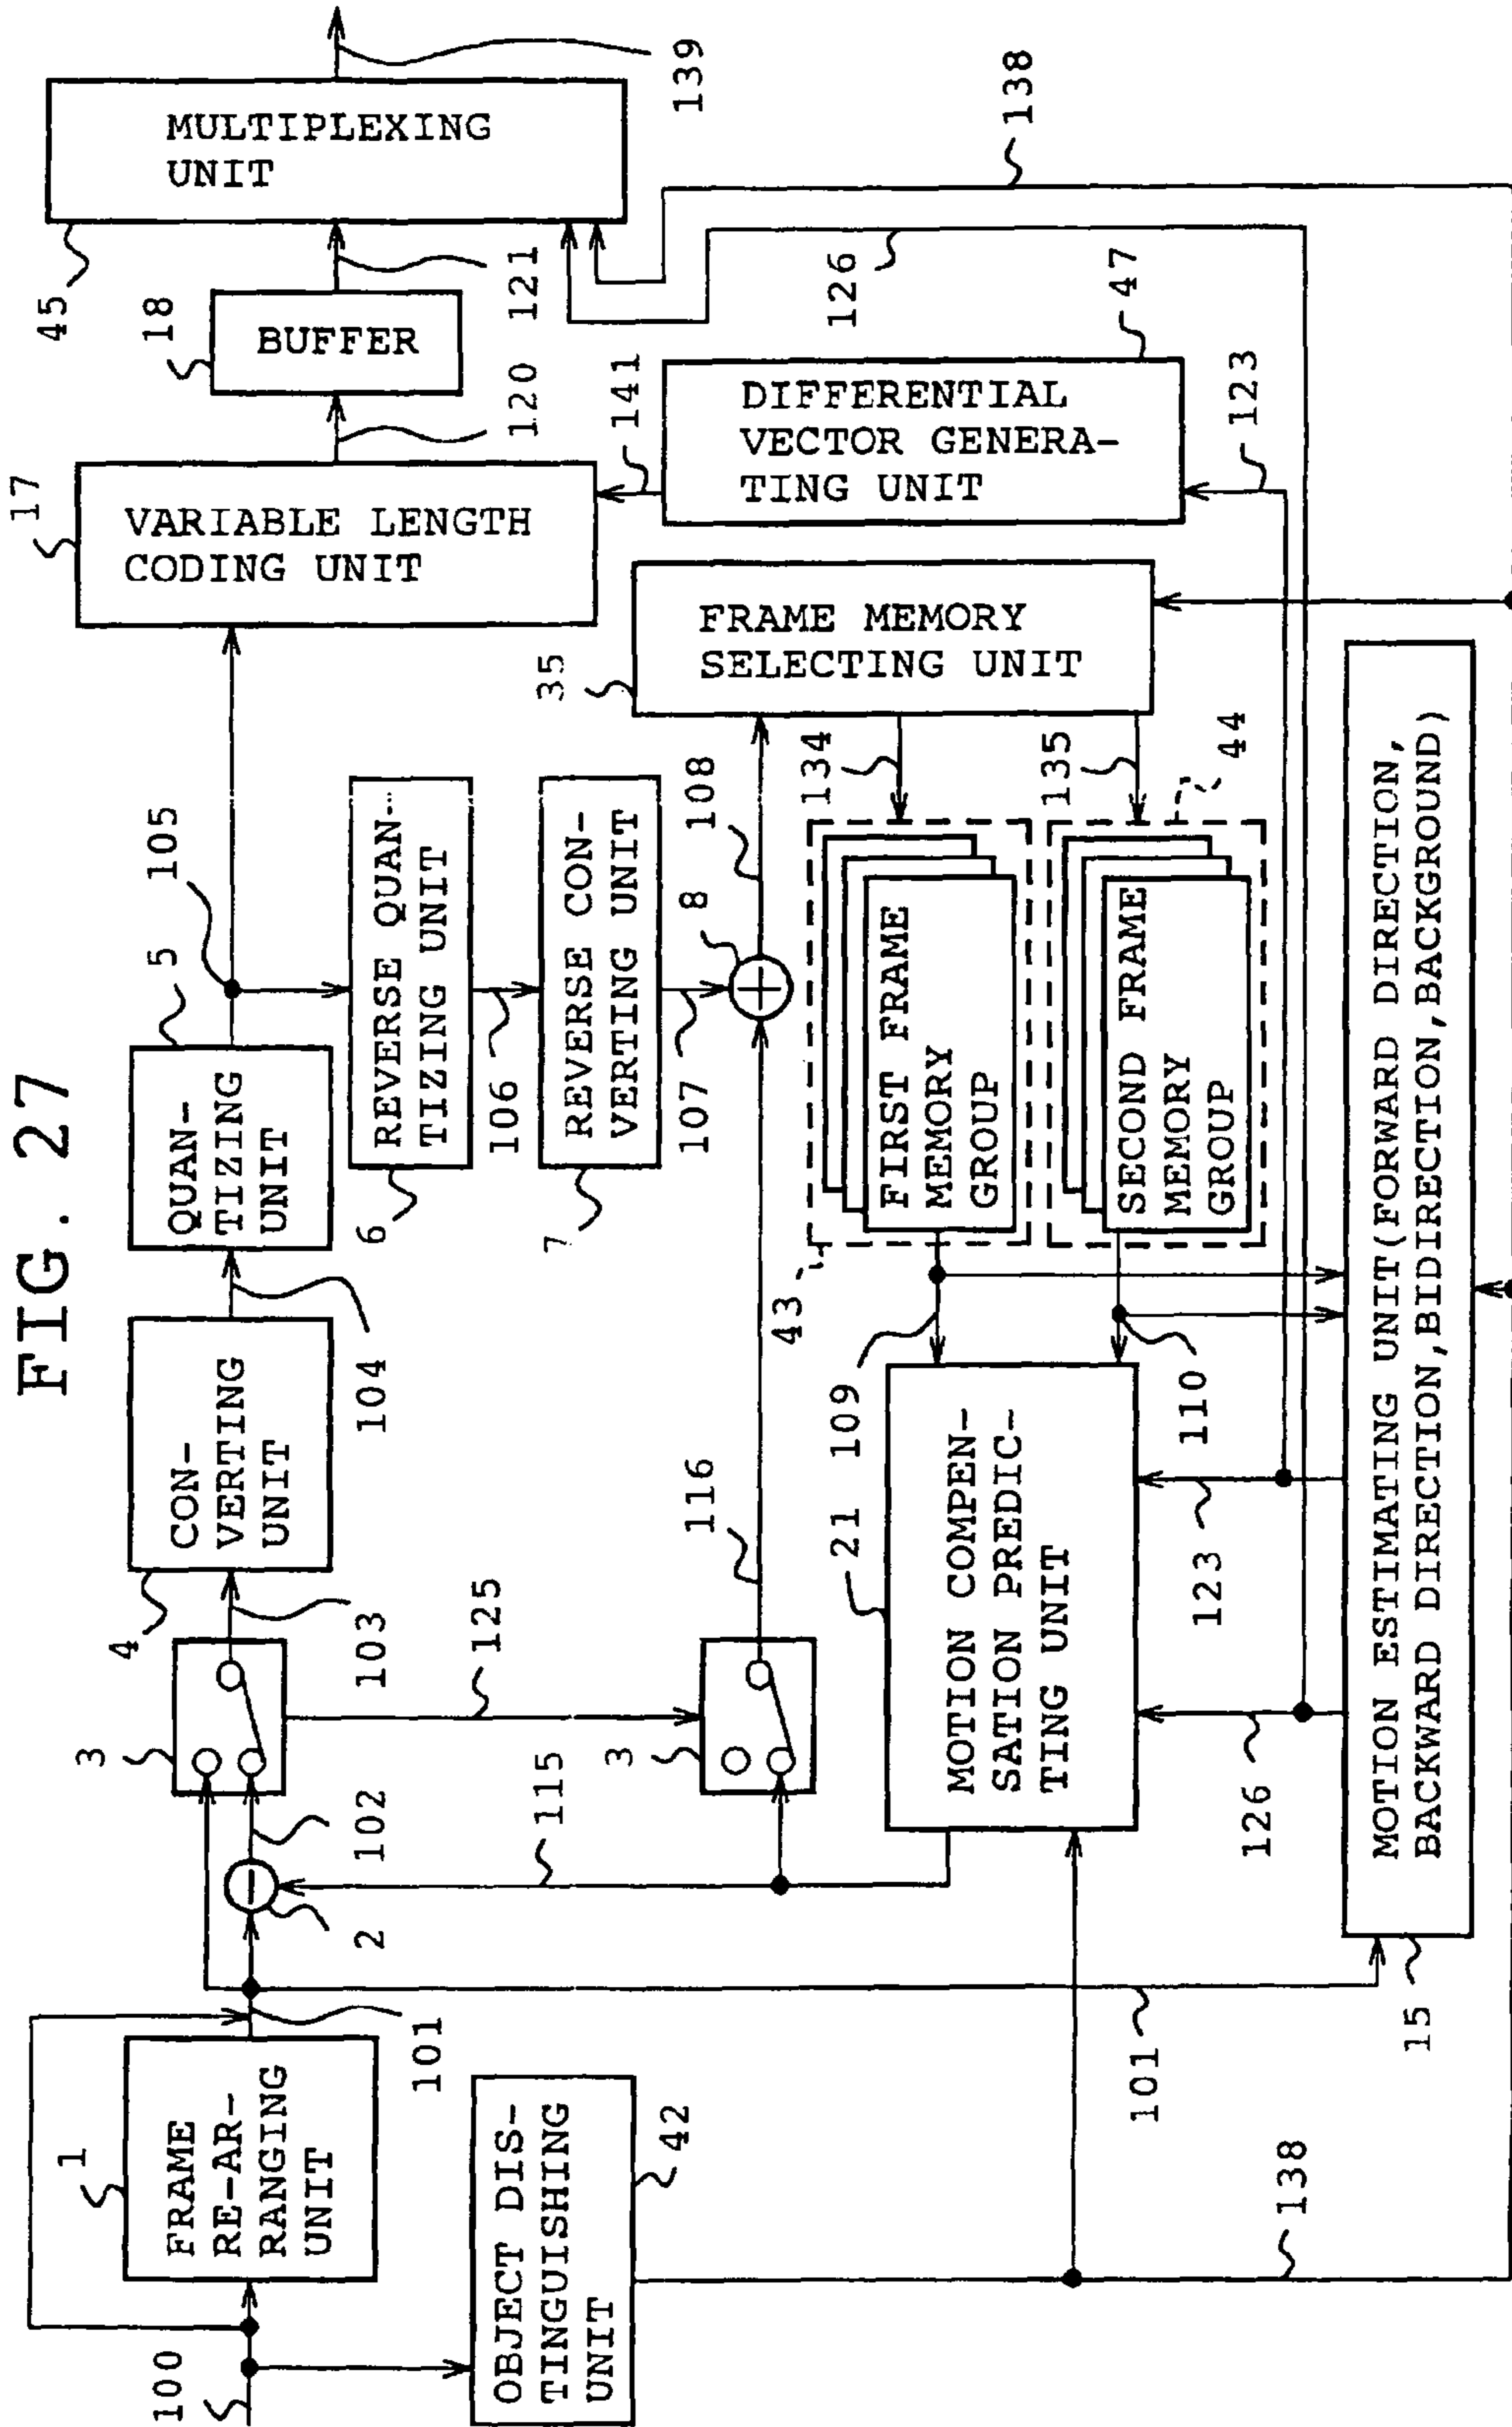 FIG. 27
100
1
FRAME
RE-AR-
RANGING
UNIT
101
2
102
3
103
4
CON-
VERTING
UNIT
104
5
QUAN-
TIZING
UNIT
105
17
VARIABLE LENGTH
CODING UNIT
120
18
BUFFER
121
45
MULTIPLEXING
UNIT
139
OBJECT DIS-
TINGUISHING
UNIT
42
115
125
3
116
6
REVERSE QUAN-
TIZING UNIT
106
7
REVERSE CON-
VERTING UNIT
107
8
108
35
FRAME MEMORY
SELECTING UNIT
141
DIFFERENTIAL
VECTOR GENERA-
TING UNIT
47
126
138
134
135
43
FIRST FRAME
MEMORY
GROUP
44
SECOND FRAME
MEMORY
GROUP
109
110
21
MOTION COMPEN-
SATION PREDIC-
TING UNIT
123
123
126
101
138
15
MOTION ESTIMATING UNIT(FORWARD DIRECTION,
BACKWARD DIRECTION,BIDIRECTION,BACKGROUND)